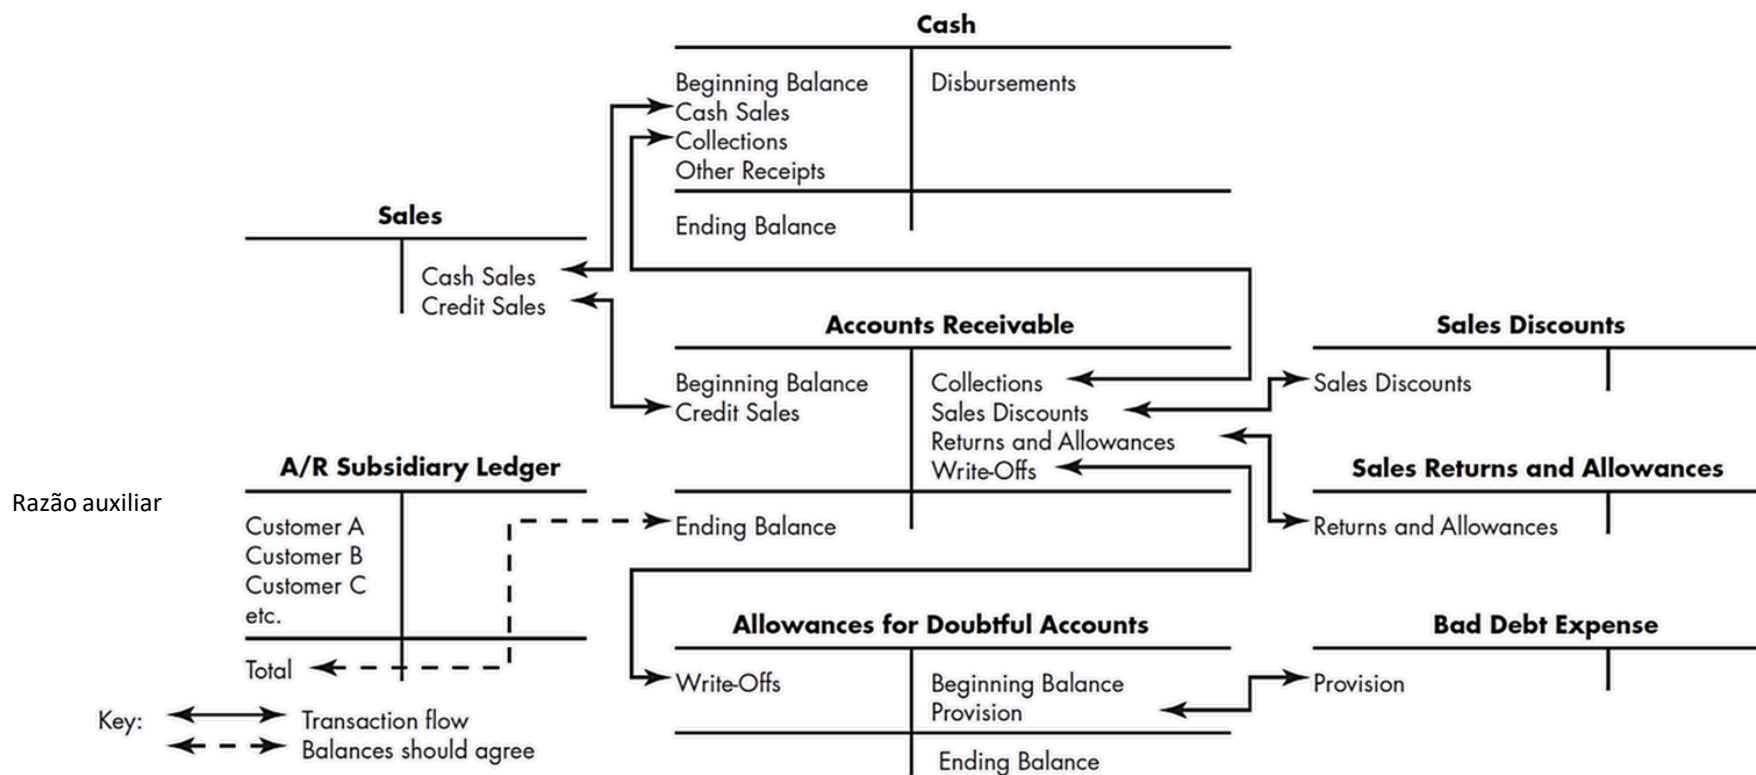 Cash
Beginning Balance
Disbursements
Cash Sales
Collections
Other Receipts
Ending Balance
Sales
Cash Sales
Credit Sales
Accounts Receivable
Beginning Balance
Credit Sales
Collections
Sales Discounts
Returns and Allowances
Write-Offs
Ending Balance
Sales Discounts
Sales Discounts
Sales Returns and Allowances
Returns and Allowances
Razão auxiliar
A/R Subsidiary Ledger
Customer A
Customer B
Customer C
etc.
Total
Allowances for Doubtful Accounts
Write-Offs
Beginning Balance
Provision
Ending Balance
Bad Debt Expense
Provision
Key:
Transaction flow
Balances should agree